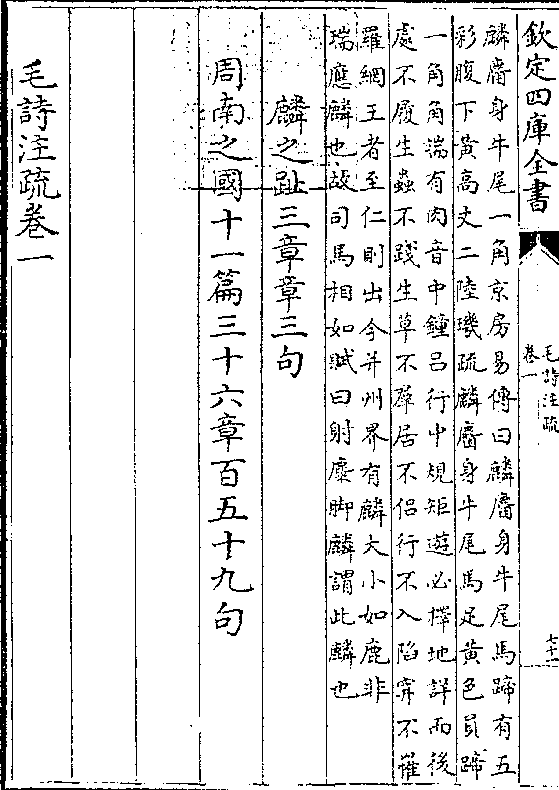 欽定四庫全書
毛詩注疏
卷一
七十一
麟麕身牛尾一角京房易傳曰麟麕身牛尾馬蹄有五
彩腹下黄髙丈二陸璣疏麟麕身牛尾馬足黄色員蹄
一角角端有肉音中鐘吕行中規矩遊必擇地詳而後
處不履生蟲不踐生草不羣居不侣行不入陷穽不罹
羅網王者至仁則出今并州界有麟大小如鹿非
瑞應麟也故司馬相如賦曰射麋脚麟謂此麟也
麟之趾三章章三句
周南之國十一篇三十六章百五十九句
毛詩注疏卷一